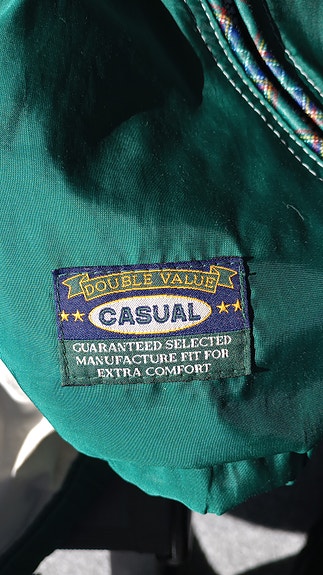 DOUBLE VALUE
CASUAL
GUARANTEED SELECTED
MANUFACTURE FIT FOR
EXTRA COMFORT